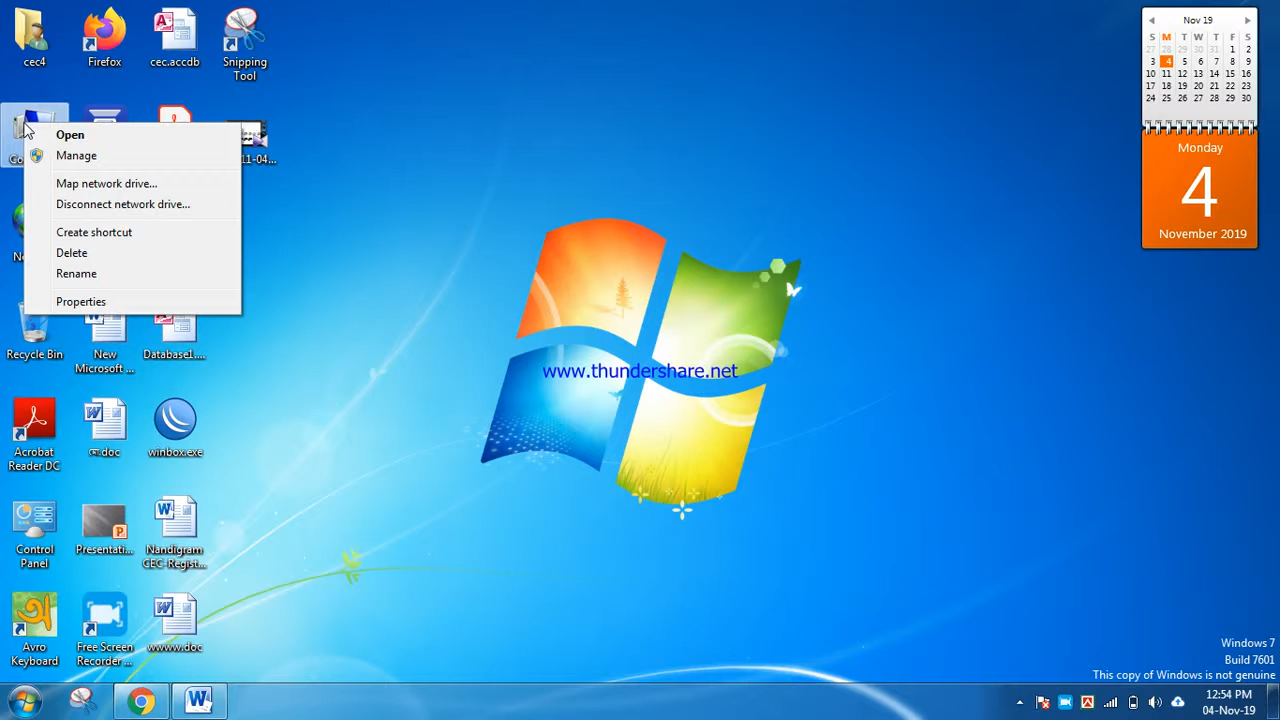 cec4
Firefox
cec.accdb
Snipping
Tool
Open
Manage
Map network drive...
Disconnect network drive...
Create shortcut
Delete
Rename
Properties
11-04...
Recycle Bin
New
Microsoft ...
Database1....
Acrobat
Reader DC
winbox.exe
Control
Panel
Presentati...
Nandigram
CEC-Regist...
Avro
Keyboard
Free Screen
Recorder ...
wwww.doc
www.thundershare.net
Nov 19
S M T W T F S
27 28 29 30 31 1 2
3 4 5 6 7 8 9
10 11 12 13 14 15 16
17 18 19 20 21 22 23
24 25 26 27 28 29 30
Monday
4
November 2019
Windows 7
Build 7601
This copy of Windows is not genuine
12:54 PM
04-Nov-19